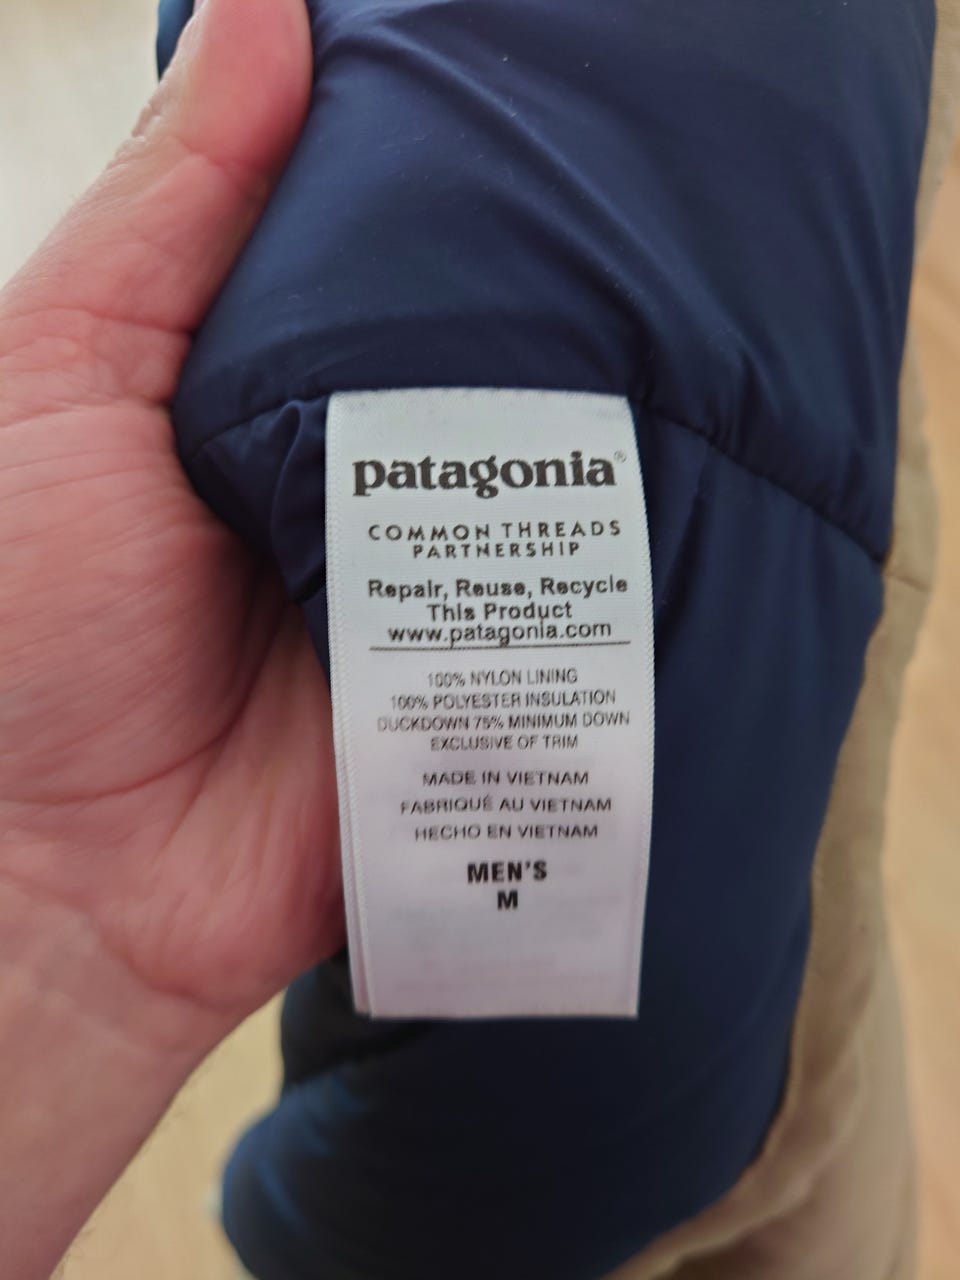 patagonia®
COMMON THREADS
PARTNERSHIP
Repair, Reuse, Recycle
This Product
www.patagonia.com
100% NYLON LINING
100% POLYESTER INSULATION
DUCKDOWN 75% MINIMUM DOWN
EXCLUSIVE OF TRIM
MADE IN VIETNAM
FABRIQUÉ AU VIETNAM
HECHO EN VIETNAM
MEN'S
M